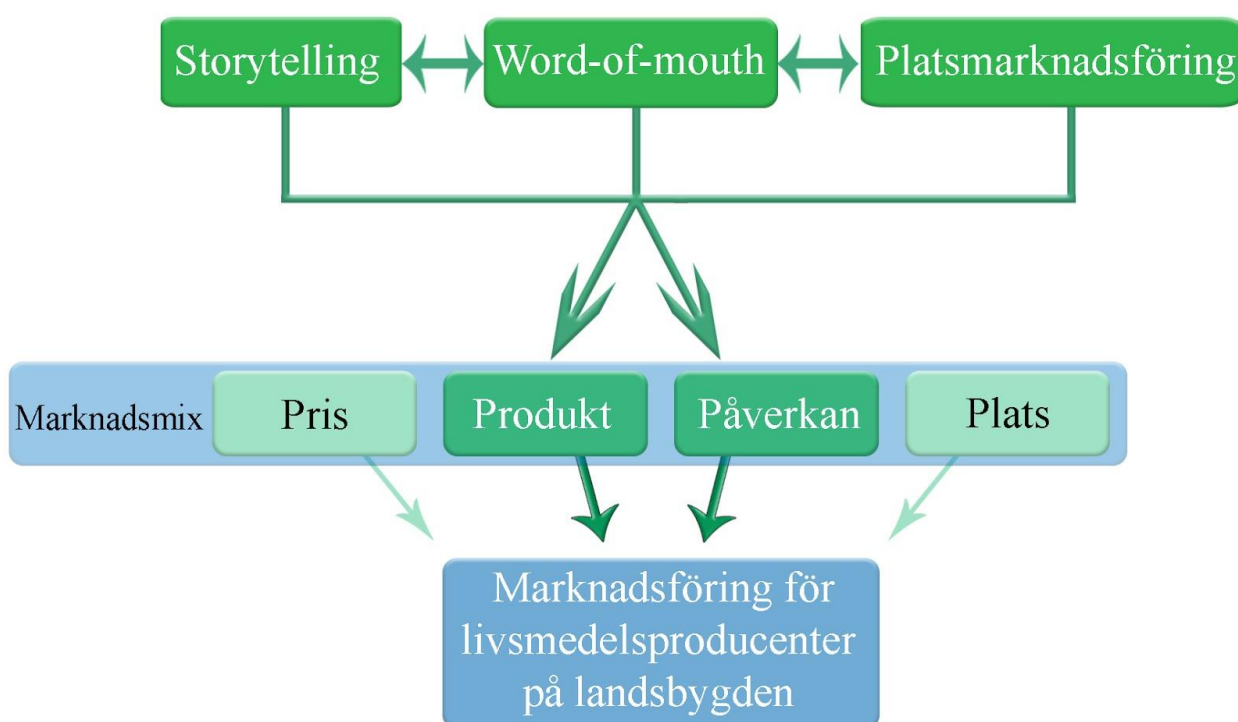 Storytelling
Word-of-mouth
Platsmarknadsföring
Marknadsmix
Pris
Produkt
Påverkan
Plats
Marknadsföring för
livsmedelsproducenter
på landsbygden